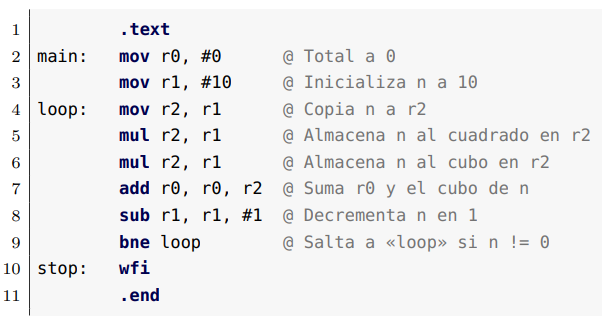 1 .text
2 main: mov r0, #0 @ Total a 0
3 mov r1, #10 @ Inicializa n a 10
4 loop: mov r2, r1 @ Copia n a r2
5 mul r2, r1 @ Almacena n al cuadrado en r2
6 mul r2, r1 @ Almacena n al cubo en r2
7 add r0, r0, r2 @ Suma r0 y el cubo de n
8 sub r1, r1, #1 @ Decrementa n en 1
9 bne loop @ Salta a «loop» si n != 0
10 stop: wfi
11 .end